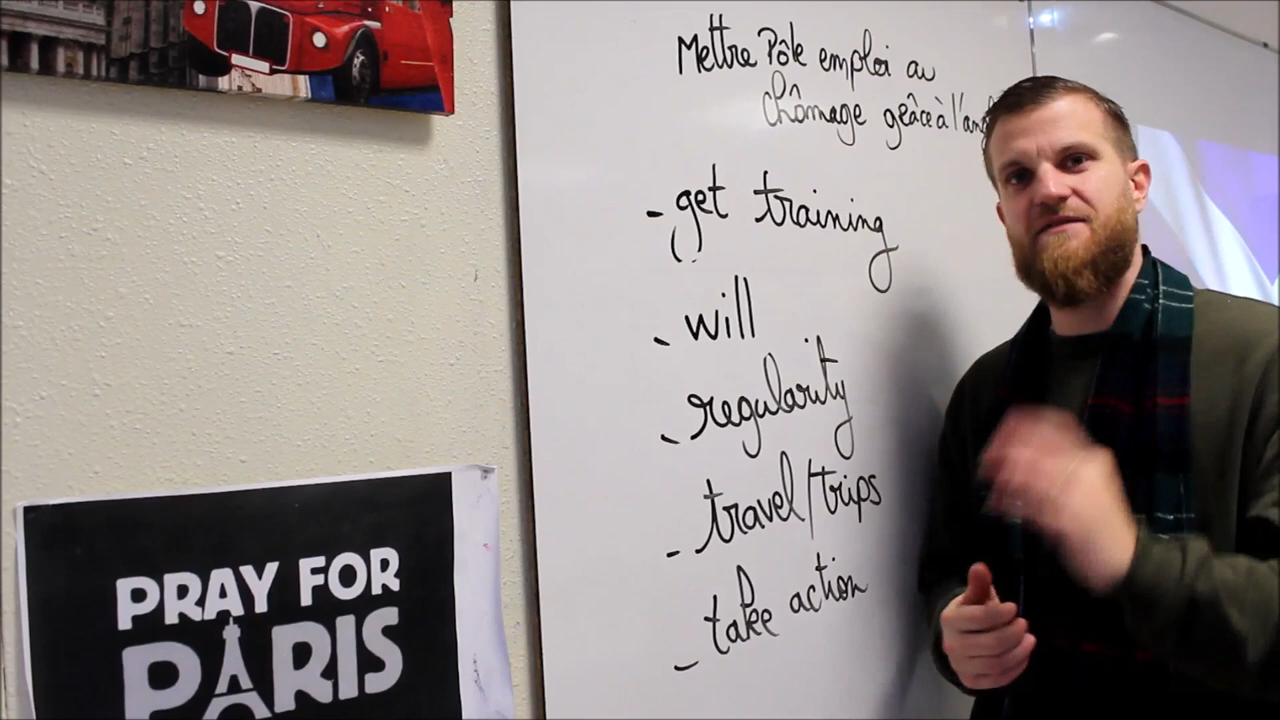 Mettre Pôle emploi au
chômage grâce à l'ang
- get training
- will
- regularity
- travel/trips
- take action
PRAY FOR
PARIS